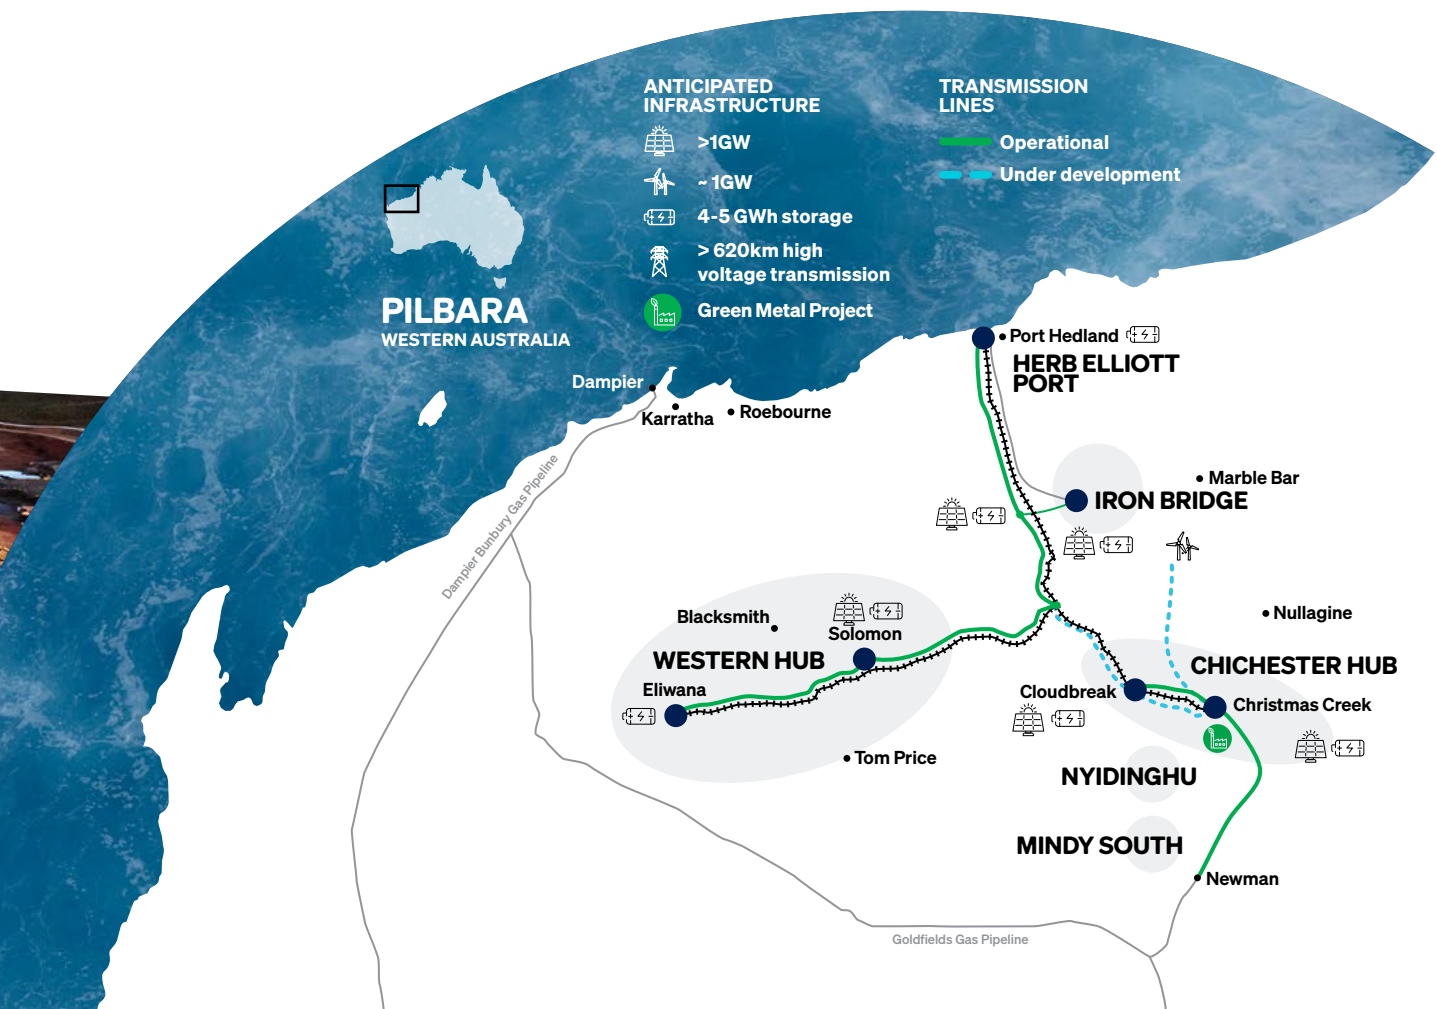 ANTICIPATED
INFRASTRUCTURE
>1GW
~ 1GW
4-5 GWh storage
> 620km high
voltage transmission
Green Metal Project
TRANSMISSION
LINES
Operational
Under development
PILBARA
WESTERN AUSTRALIA
Port Hedland
HERB ELLIOTT
PORT
Dampier
Karratha
Roebourne
Dampier Bunbury Gas Pipeline
Marble Bar
IRON BRIDGE
Blacksmith
Solomon
WESTERN HUB
Eliwana
Nullagine
CHICHESTER HUB
Cloudbreak
Christmas Creek
Tom Price
NYIDINGHU
MINDY SOUTH
Newman
Goldfields Gas Pipeline